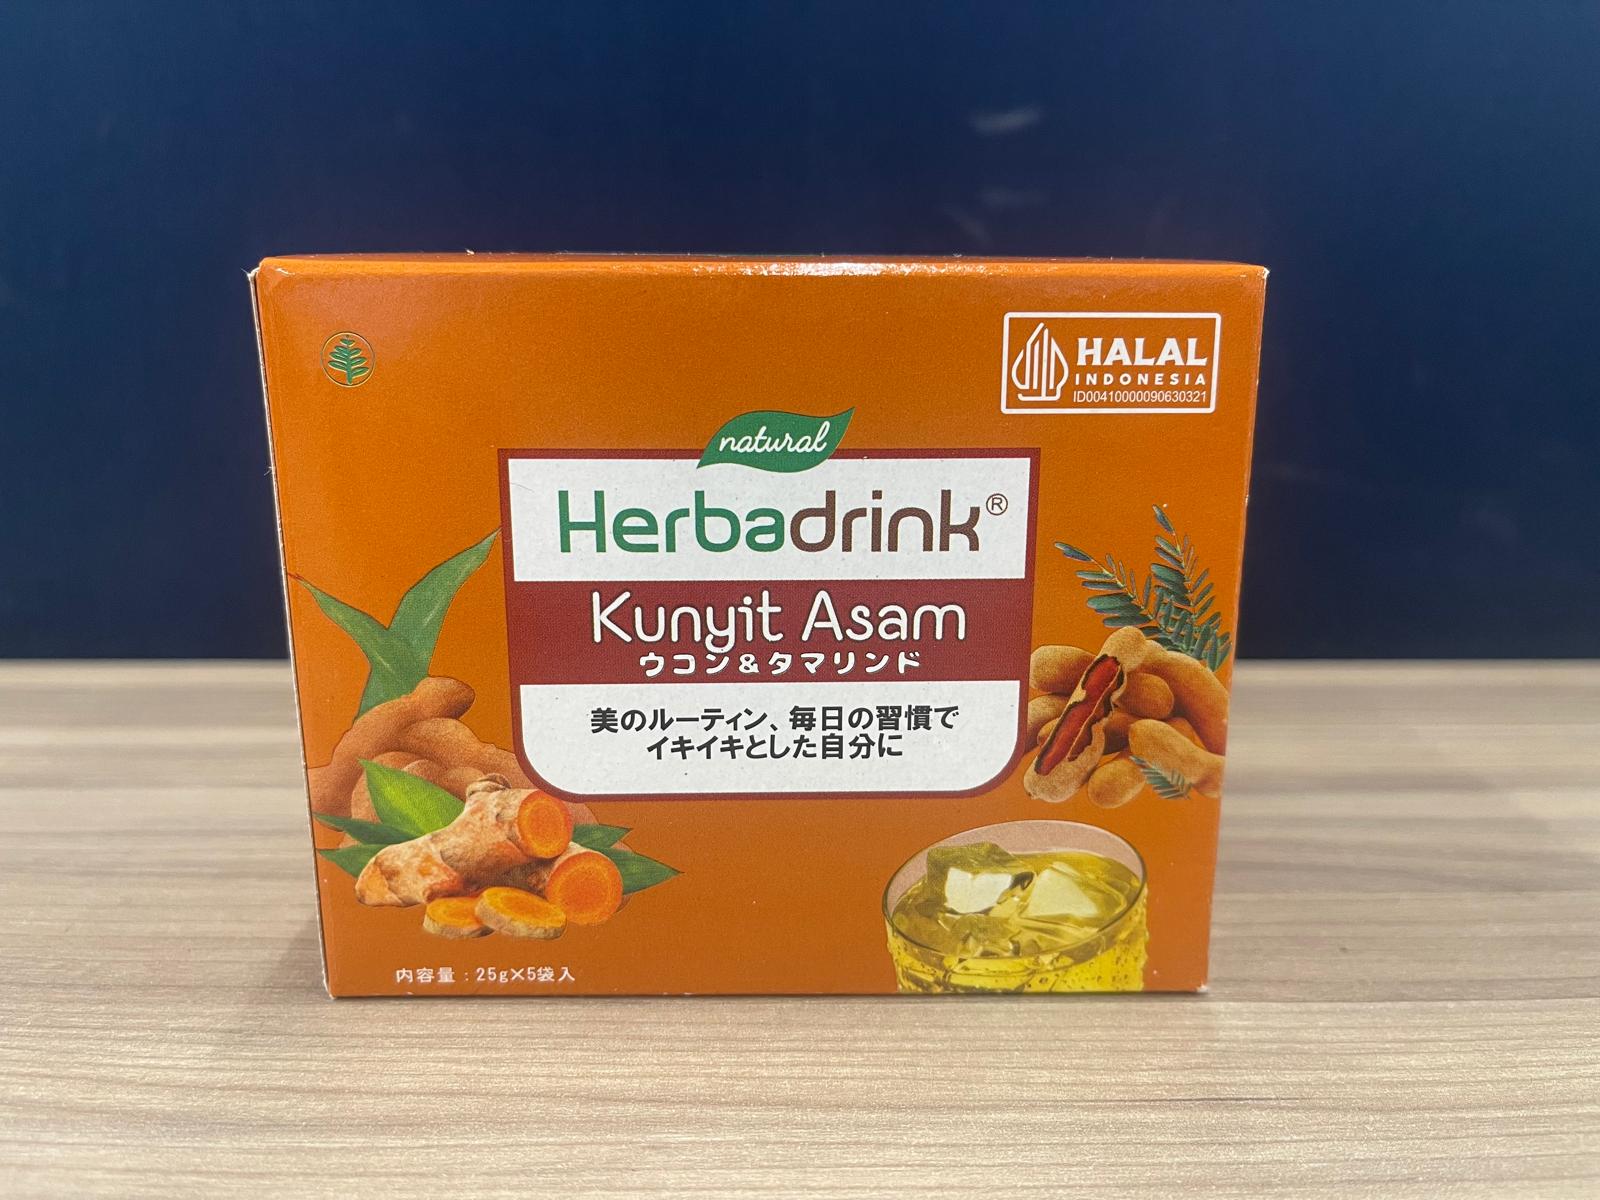 HALAL
INDONESIA
ID00410000090630321
natural
Herbadrink®
Kunyit Asam
ウコン&タマリンド
美のルーティン、毎日の習慣で
イキイキとした自分に
内容量:25g×5袋入